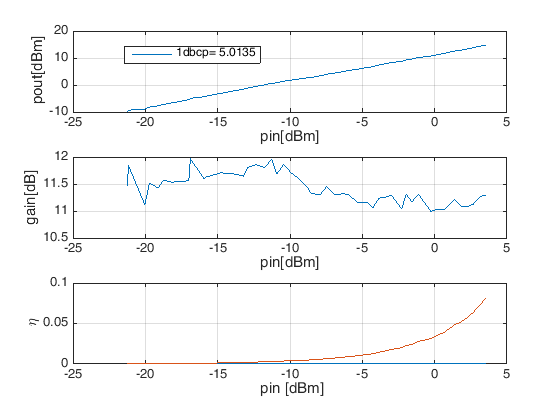 20
10
0
-10
pout[dBm]
1dbcp= 5.0135
-25 -20 -15 -10 -5 0 5
pin[dBm]
12
11.5
11
10.5
gain[dB]
-25 -20 -15 -10 -5 0 5
pin[dBm]
0.1
0.05
0
η
-25 -20 -15 -10 -5 0 5
pin [dBm]